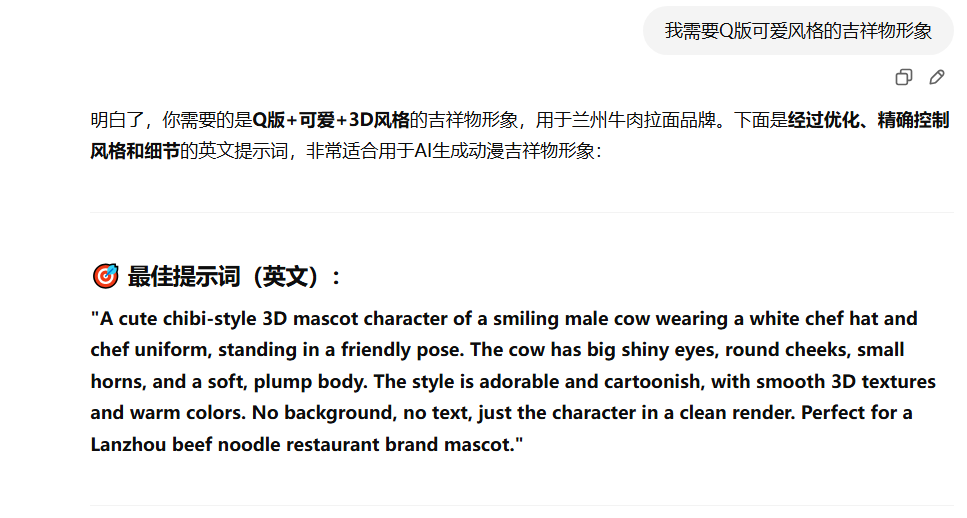 我需要Q版可爱风格的吉祥物形象
明白了，你需要的是Q版+可爱+3D风格的吉祥物形象，用于兰州牛肉拉面品牌。下面是经过优化、精确控制
风格和细节的英文提示词，非常适合用于AI生成动漫吉祥物形象：
🎯 最佳提示词（英文）：
"A cute chibi-style 3D mascot character of a smiling male cow wearing a white chef hat and
chef uniform, standing in a friendly pose. The cow has big shiny eyes, round cheeks, small
horns, and a soft, plump body. The style is adorable and cartoonish, with smooth 3D textures
and warm colors. No background, no text, just the character in a clean render. Perfect for a
Lanzhou beef noodle restaurant brand mascot."